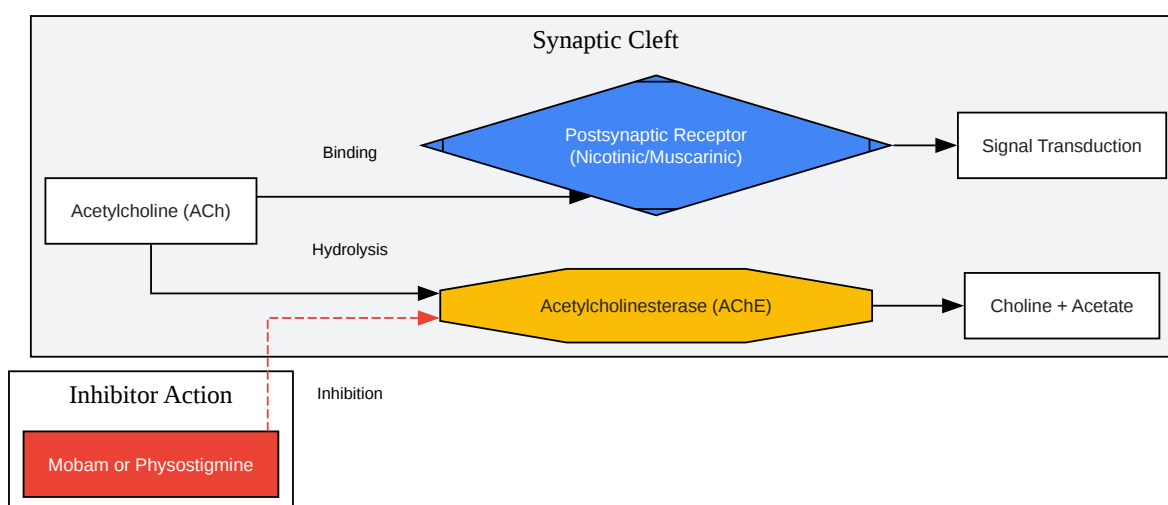 Synaptic Cleft
Postsynaptic Receptor
(Nicotinic/Muscarinic)
Signal Transduction
Binding
Acetylcholine (ACh)
Hydrolysis
Acetylcholinesterase (AChE)
Choline + Acetate
Inhibitor Action
Inhibition
Mobam or Physostigmine